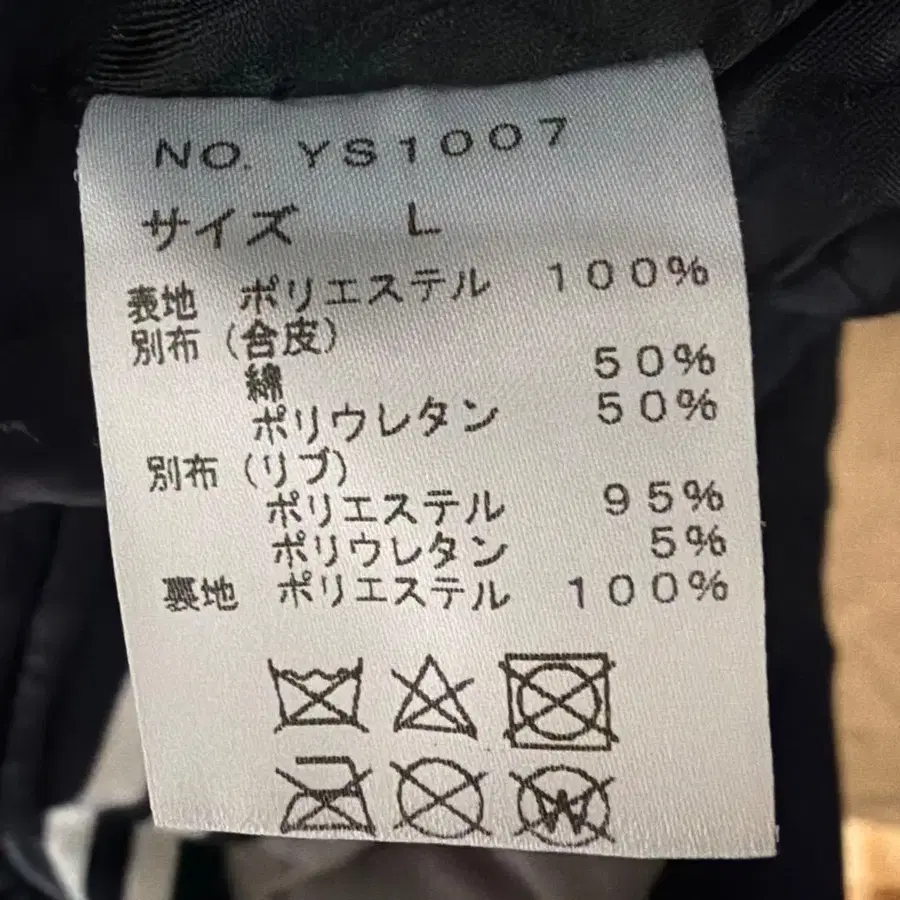 NO. YS1007
サイズ L
表地 ポリエステル 100%
別布(合皮)
綿 50%
ポリウレタン 50%
別布(リブ)
ポリエステル 95%
ポリウレタン 5%
裏地 ポリエステル 100%
W